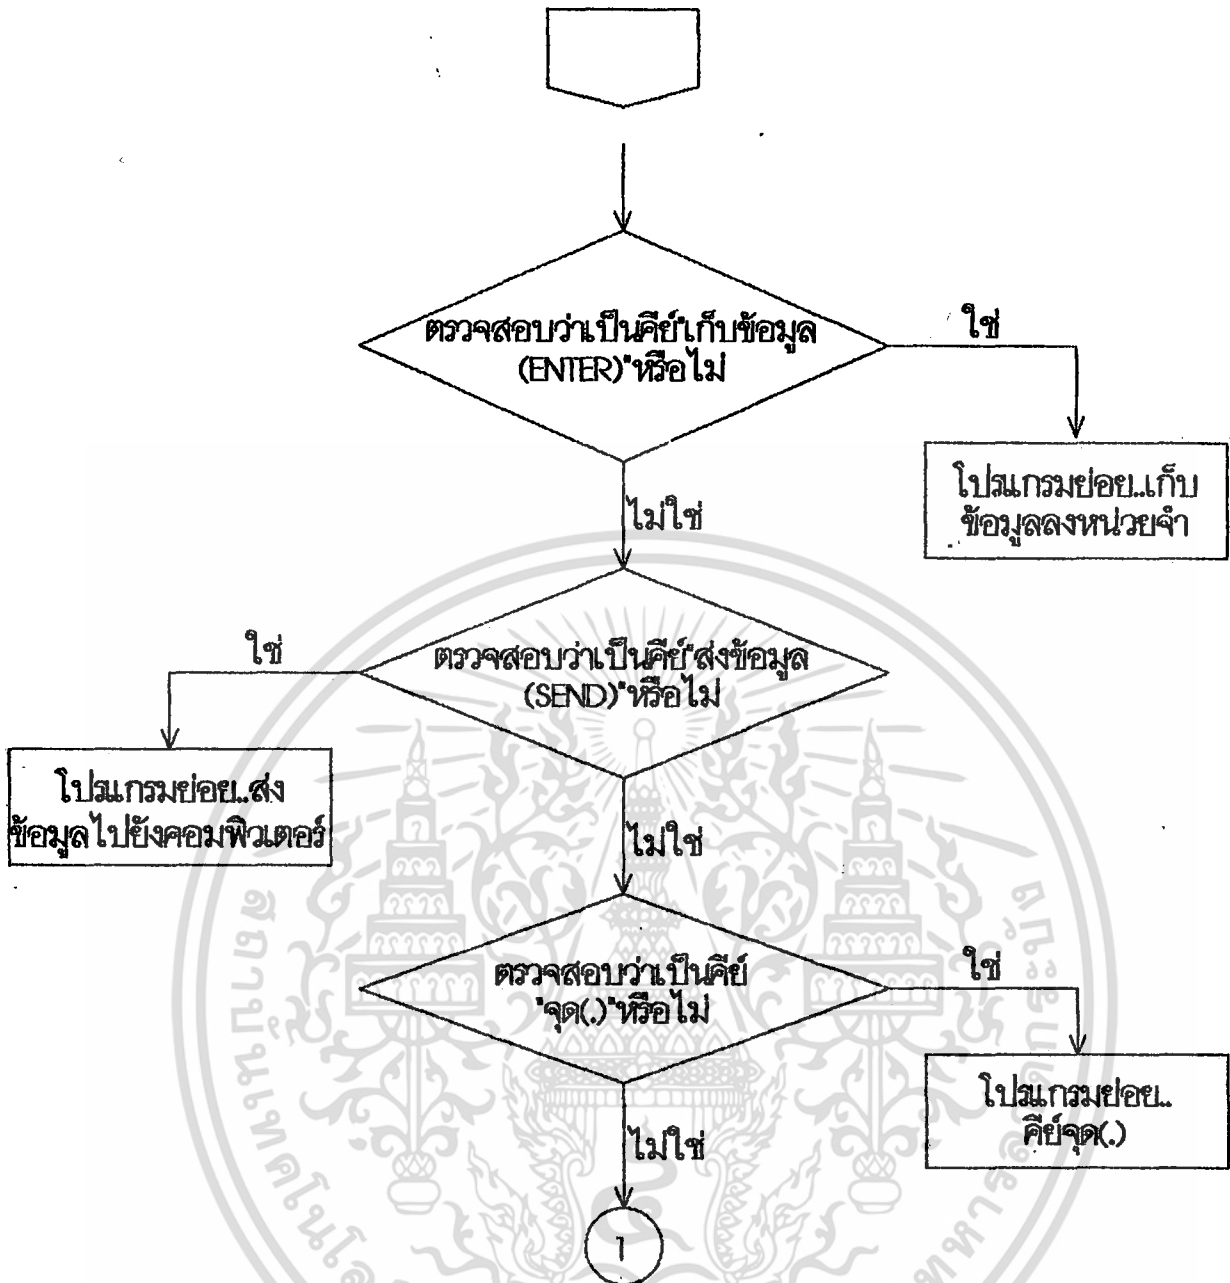 ตรวจสอบว่าเป็นคีย์"เก็บข้อมูล
(ENTER)"หรือไม่
ใช่
โปรแกรมย่อย..เก็บ
ข้อมูลลงหน่วยจำ
ไม่ใช่
ตรวจสอบว่าเป็นคีย์"ส่งข้อมูล
(SEND)"หรือไม่
ใช่
โปรแกรมย่อย..ส่ง
ข้อมูลไปยังคอมพิวเตอร์
ไม่ใช่
ตรวจสอบว่าเป็นคีย์
"จุด(.)"หรือไม่
ใช่
โปรแกรมย่อย..
คีย์จุด(.)
ไม่ใช่
1